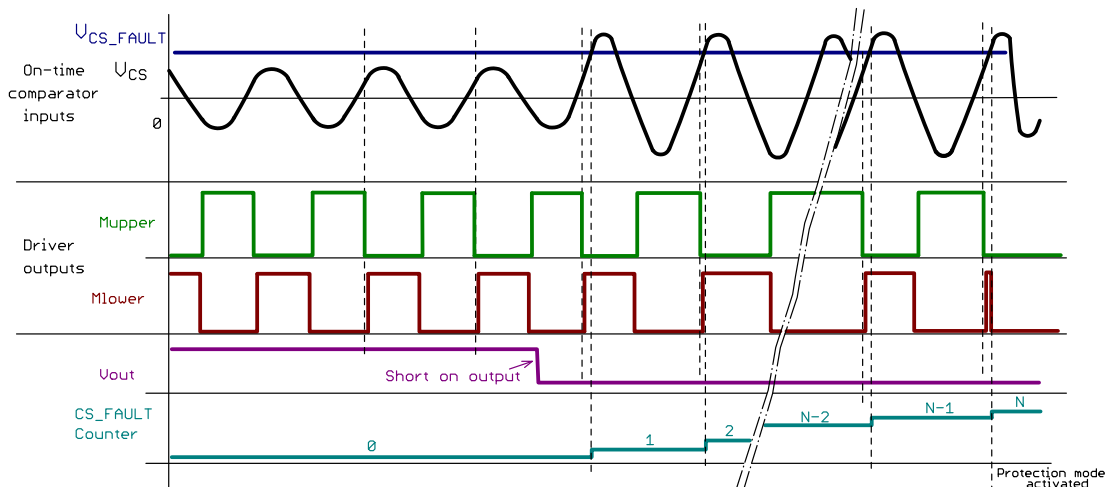 VCS_FAULT
On-time
comparator
inputs
VCS
0
Mupper
Driver
outputs
Mlower
Vout
Short on output
CS_FAULT
Counter
0
1
2
N-2
N-1
N
Protection mode
activated